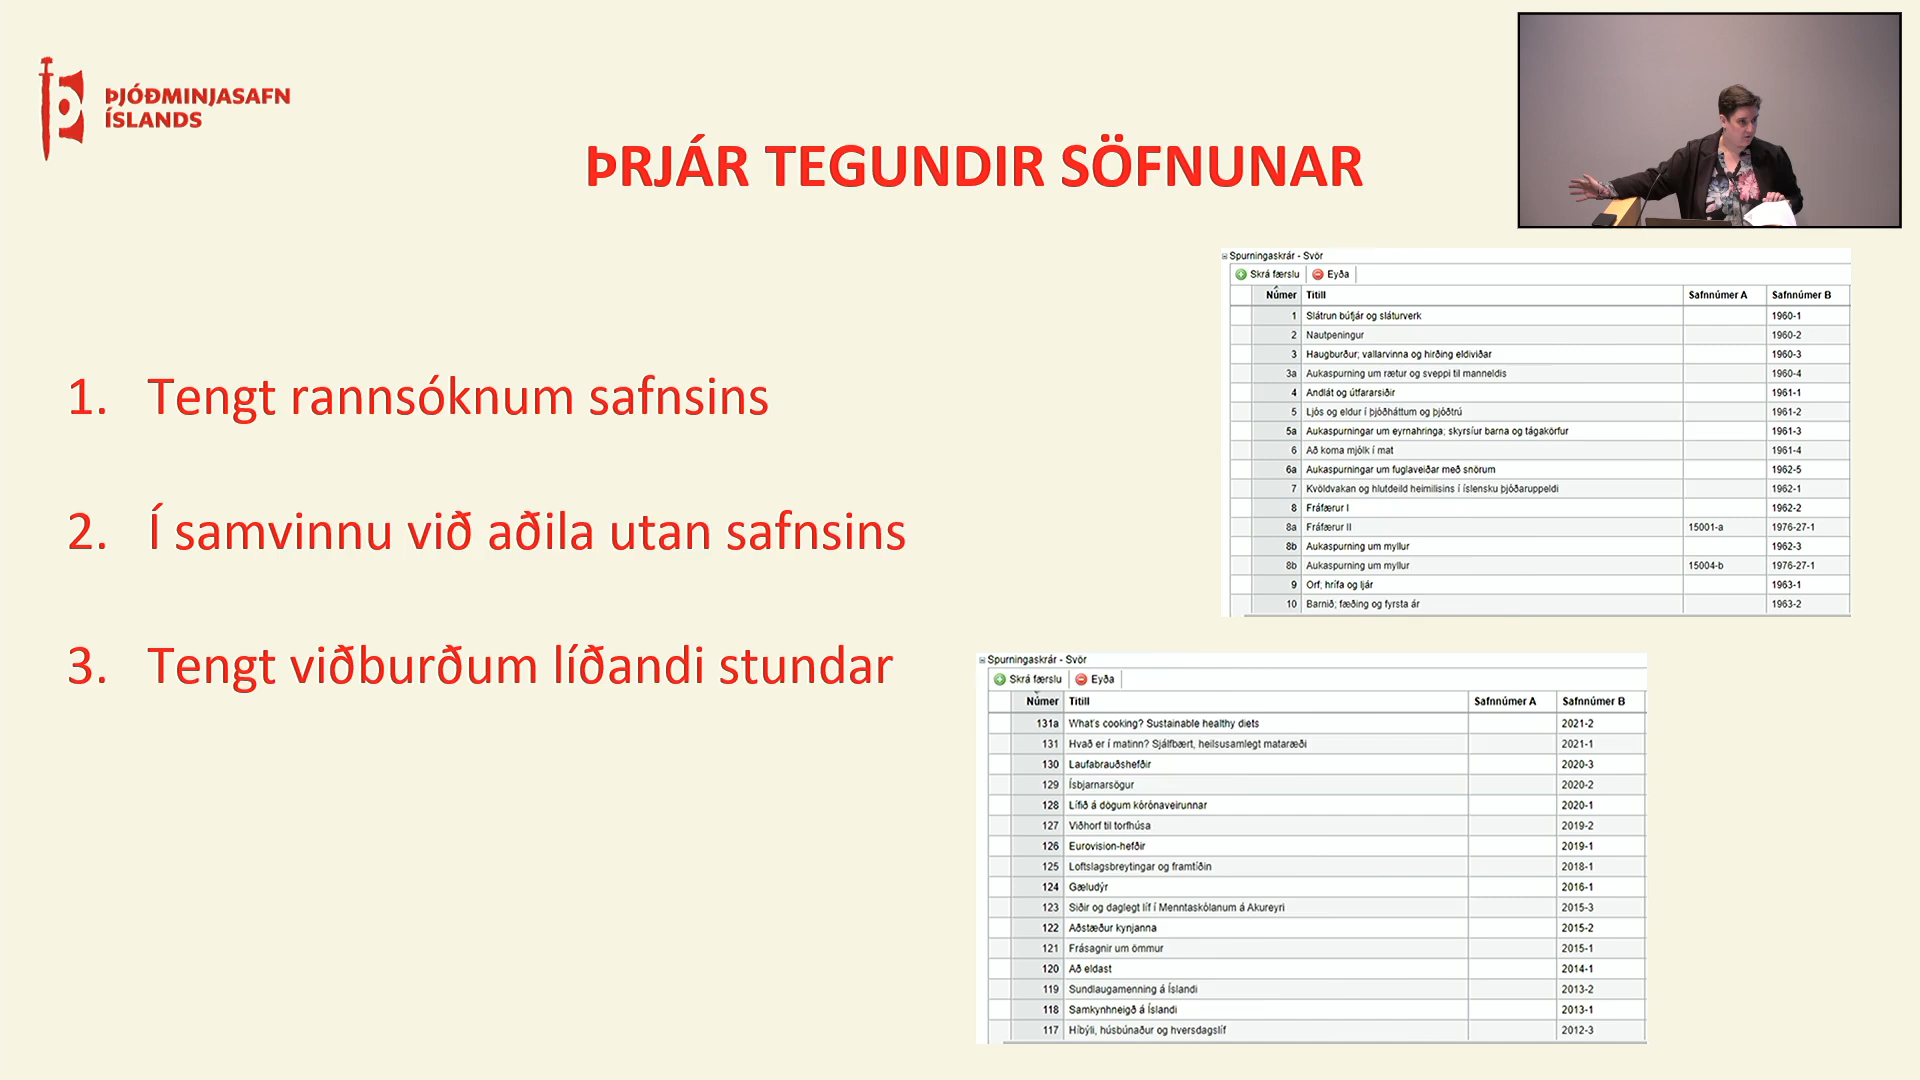 ÞJÓÐMINJASAFN
ÍSLANDS
ÞRJÁR TEGUNDIR SÖFNUNAR
1. Tengt rannsóknum safnsins
2. Í samvinnu við aðila utan safnsins
3. Tengt viðburðum líðandi stundar
Spurningaskrár - Svör
Skrá færslu Eyða
Númer Titill Safnnúmer A Safnnúmer B
1 Slátrun búfjár og sláturverk 1960-1
2 Nautpeningur 1960-2
3 Haugburður; vallarvinna og hirðing eldiviðar 1960-3
3a Aukaspurning um rætur og sveppi til manneldis 1960-4
4 Andlát og útfararsiðir 1961-1
5 Ljós og eldur í þjóðháttum og þjóðtrú 1961-2
5a Aukaspurningar um eyrnahringa; skyrsíur barna og tágakörfur 1961-3
6 Að koma mjólk í mat 1961-4
6a Aukaspurningar um fuglaveiðar með snörum 1962-5
7 Kvöldvakan og hlutdeild heimilisins í íslensku þjóðaruppeldi 1962-1
8 Fráfærur I 1962-2
8a Fráfærur II 15001-a 1976-27-1
8b Aukaspurning um myllur 1962-3
8b Aukaspurning um myllur 15004-b 1976-27-1
9 Orf; hrífa og ljár 1963-1
10 Barnið; fæðing og fyrsta ár 1963-2
Spurningaskrár - Svör
Skrá færslu Eyða
Númer Titill Safnnúmer A Safnnúmer B
131a What's cooking? Sustainable healthy diets 2021-2
131 Hvað er í matinn? Sjálfbært, heilsusamlegt mataræði 2021-1
130 Laufabrauðshefðir 2020-3
129 Ísbjarnarsögur 2020-2
128 Lífið á dögum kórónaveirunnar 2020-1
127 Viðhorf til torfhúsa 2019-2
126 Eurovision-hefðir 2019-1
125 Loftslagsbreytingar og framtíðin 2018-1
124 Gæludýr 2016-1
123 Siðir og daglegt líf í Menntaskólanum á Akureyri 2015-3
122 Aðstæður kynjanna 2015-2
121 Frásagnir um ömmur 2015-1
120 Að eldast 2014-1
119 Sundlaugamenning á Íslandi 2013-2
118 Samkynhneigð á Íslandi 2013-1
117 Híbýli, húsbúnaður og hversdagslíf 2012-3